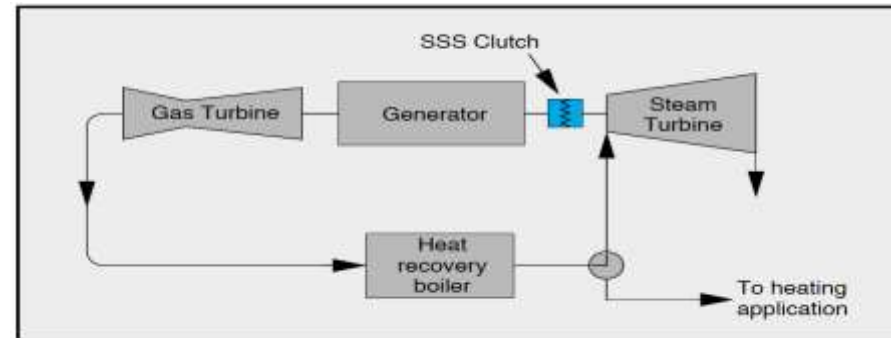 SSS Clutch
Gas Turbine
Generator
Steam
Turbine
Heat
recovery
boiler
To heating
application